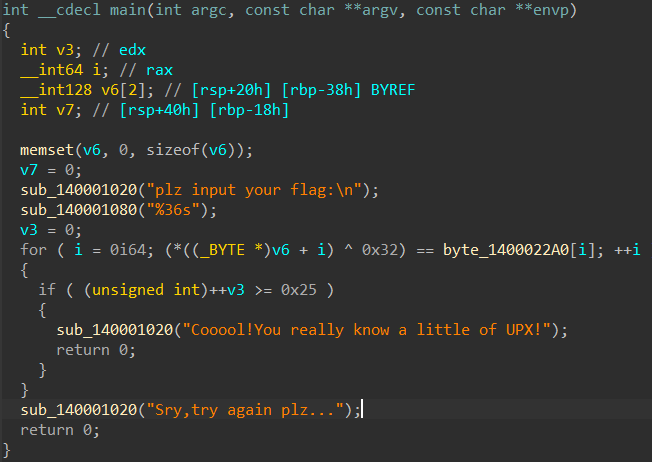 int __cdecl main(int argc, const char **argv, const char **envp)
{
int v3; // edx
__int64 i; // rax
__int128 v6[2]; // [rsp+20h] [rbp-38h] BYREF
int v7; // [rsp+40h] [rbp-18h]
memset(v6, 0, sizeof(v6));
v7 = 0;
sub_140001020("plz input your flag:\n");
sub_140001080("%36s");
v3 = 0;
for ( i = 0i64; (*((_BYTE *)v6 + i) ^ 0x32) == byte_1400022A0[i]; ++i
{
if ( (unsigned int)++v3 >= 0x25 )
{
sub_140001020("Cooool!You really know a little of UPX!");
return 0;
}
}
sub_140001020("Sry,try again plz...");
return 0;
}